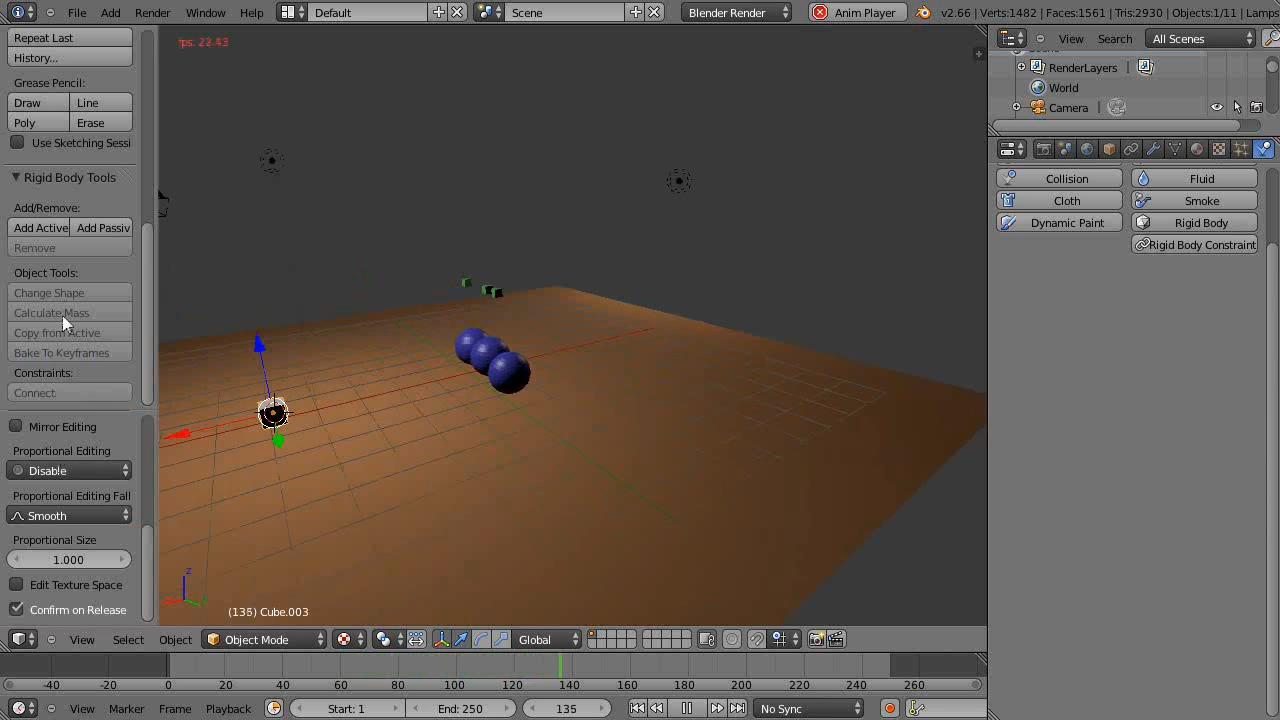 File Add Render Window Help Default Scene Blender Render Anim Player v2.66 | Verts:1482 | Faces:1561 | Tris:2930 | Objects:1/11 | Lamps
fps: 22.43
Repeat Last
History...
Grease Pencil:
Draw Line
Poly Erase
Use Sketching Sessi
Rigid Body Tools
Add/Remove:
Add Active Add Passiv
Remove
Object Tools:
Change Shape
Calculate Mass
Copy from Active
Bake To Keyframes
Constraints:
Connect
Mirror Editing
Proportional Editing
Disable
Proportional Editing Fall
Smooth
Proportional Size
1.000
Edit Texture Space
Confirm on Release
z
(135) Cube.003
View Select Object Object Mode Global
View Search All Scenes
RenderLayers |
World
Camera |
Collision Fluid
Cloth Smoke
Dynamic Paint Rigid Body
Rigid Body Constraint
-40 -20 0 20 40 60 80 100 120 140 160 180 200 220 240 260
View Marker Frame Playback Start: 1 End: 250 135 No Sync